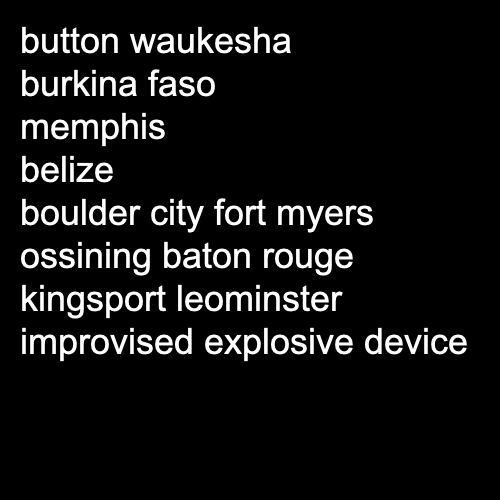 button waukesha
burkina faso
memphis
belize
boulder city fort myers
ossining baton rouge
kingsport leominster
improvised explosive device